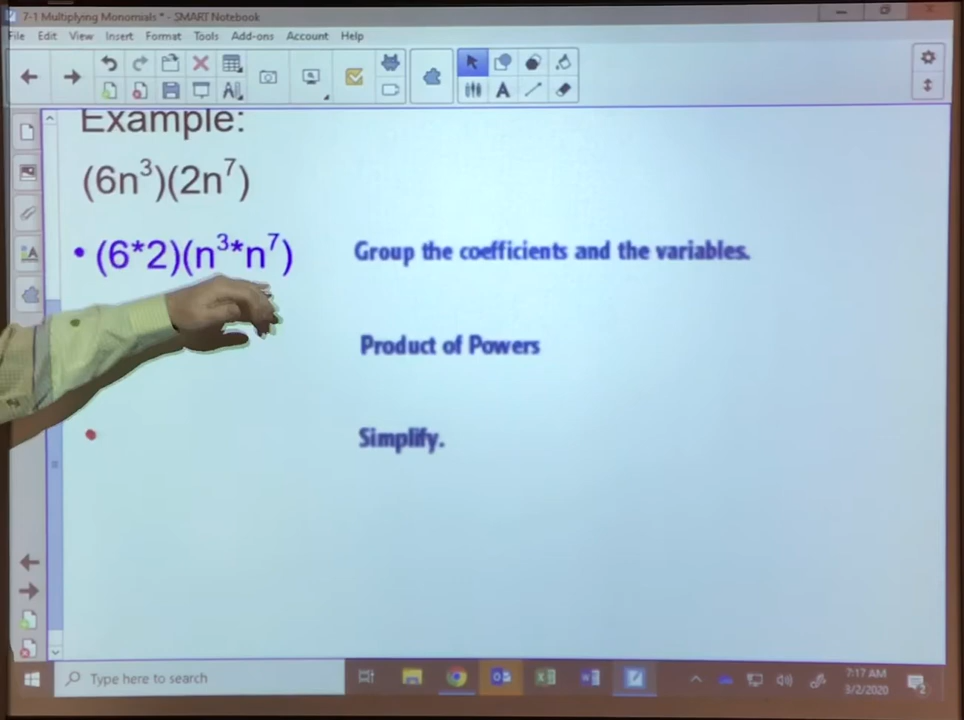 7-1 Multiplying Monomials * - SMART Notebook
File Edit View Insert Format Tools Add-ons Account Help
Example:
(6n³)(2n⁷)
• (6*2)(n³*n⁷) Group the coefficients and the variables.
Product of Powers
• Simplify.
Type here to search
7:17 AM
3/2/2020